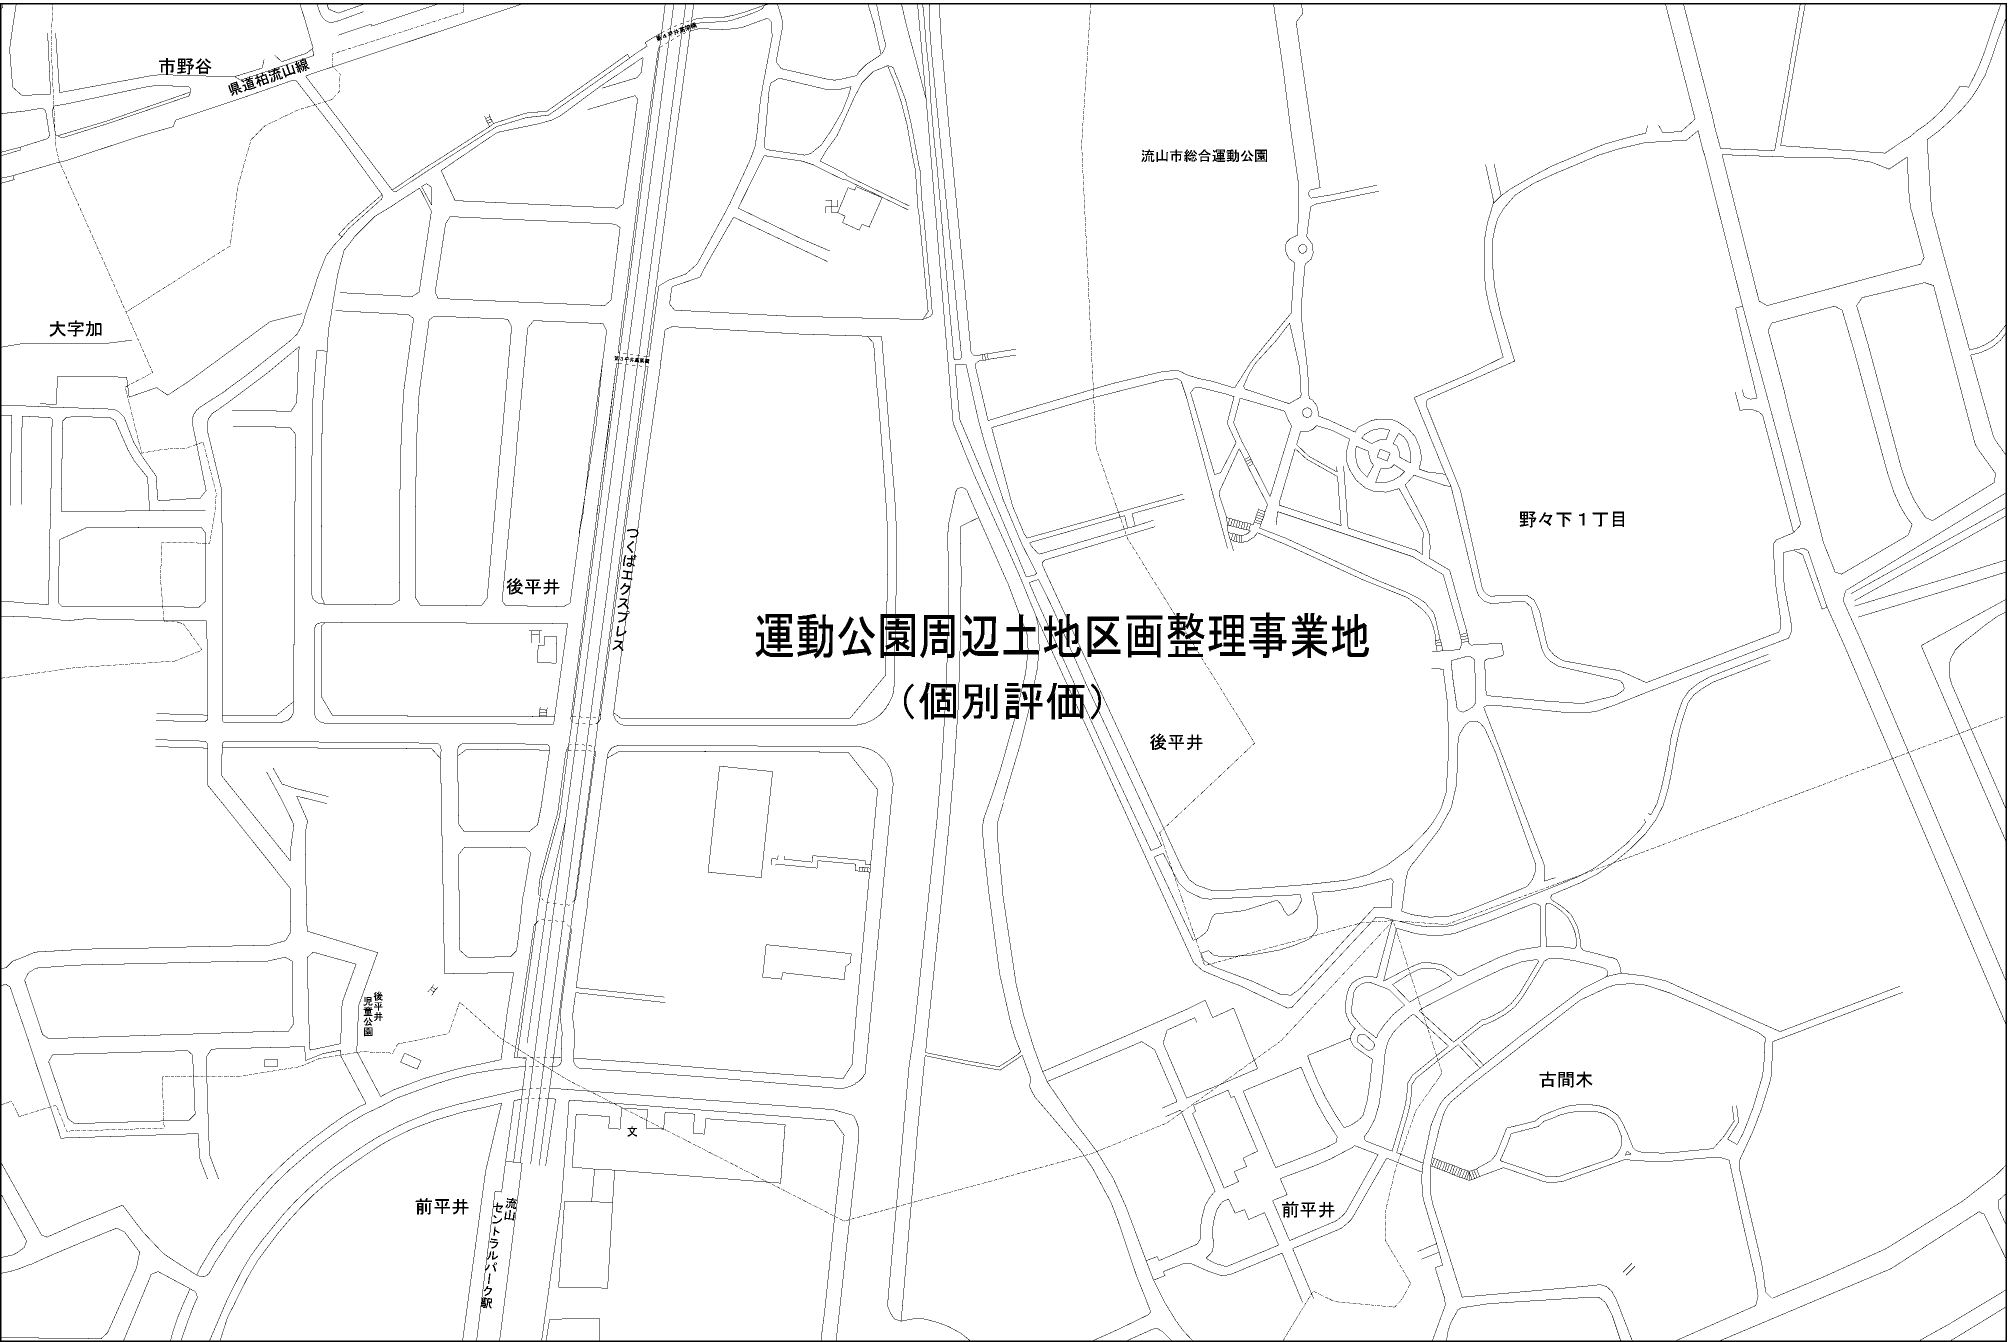 市野谷
県道柏流山線
流山市総合運動公園
大字加
野々下１丁目
後平井
つくばエクスプレス
運動公園周辺土地区画整理事業地
（個別評価）
後平井
後平井
児童公園
古間木
文
前平井
流山
セントラルパーク駅
前平井